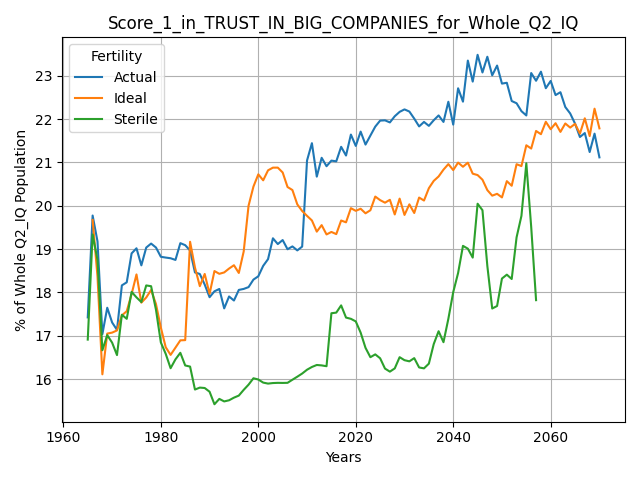 Score_1_in_TRUST_IN_BIG_COMPANIES_for_Whole_Q2_IQ
Fertility
Actual
Ideal
Sterile
% of Whole Q2_IQ Population
23
22
21
20
19
18
17
16
1960
1980
2000
2020
2040
2060
Years